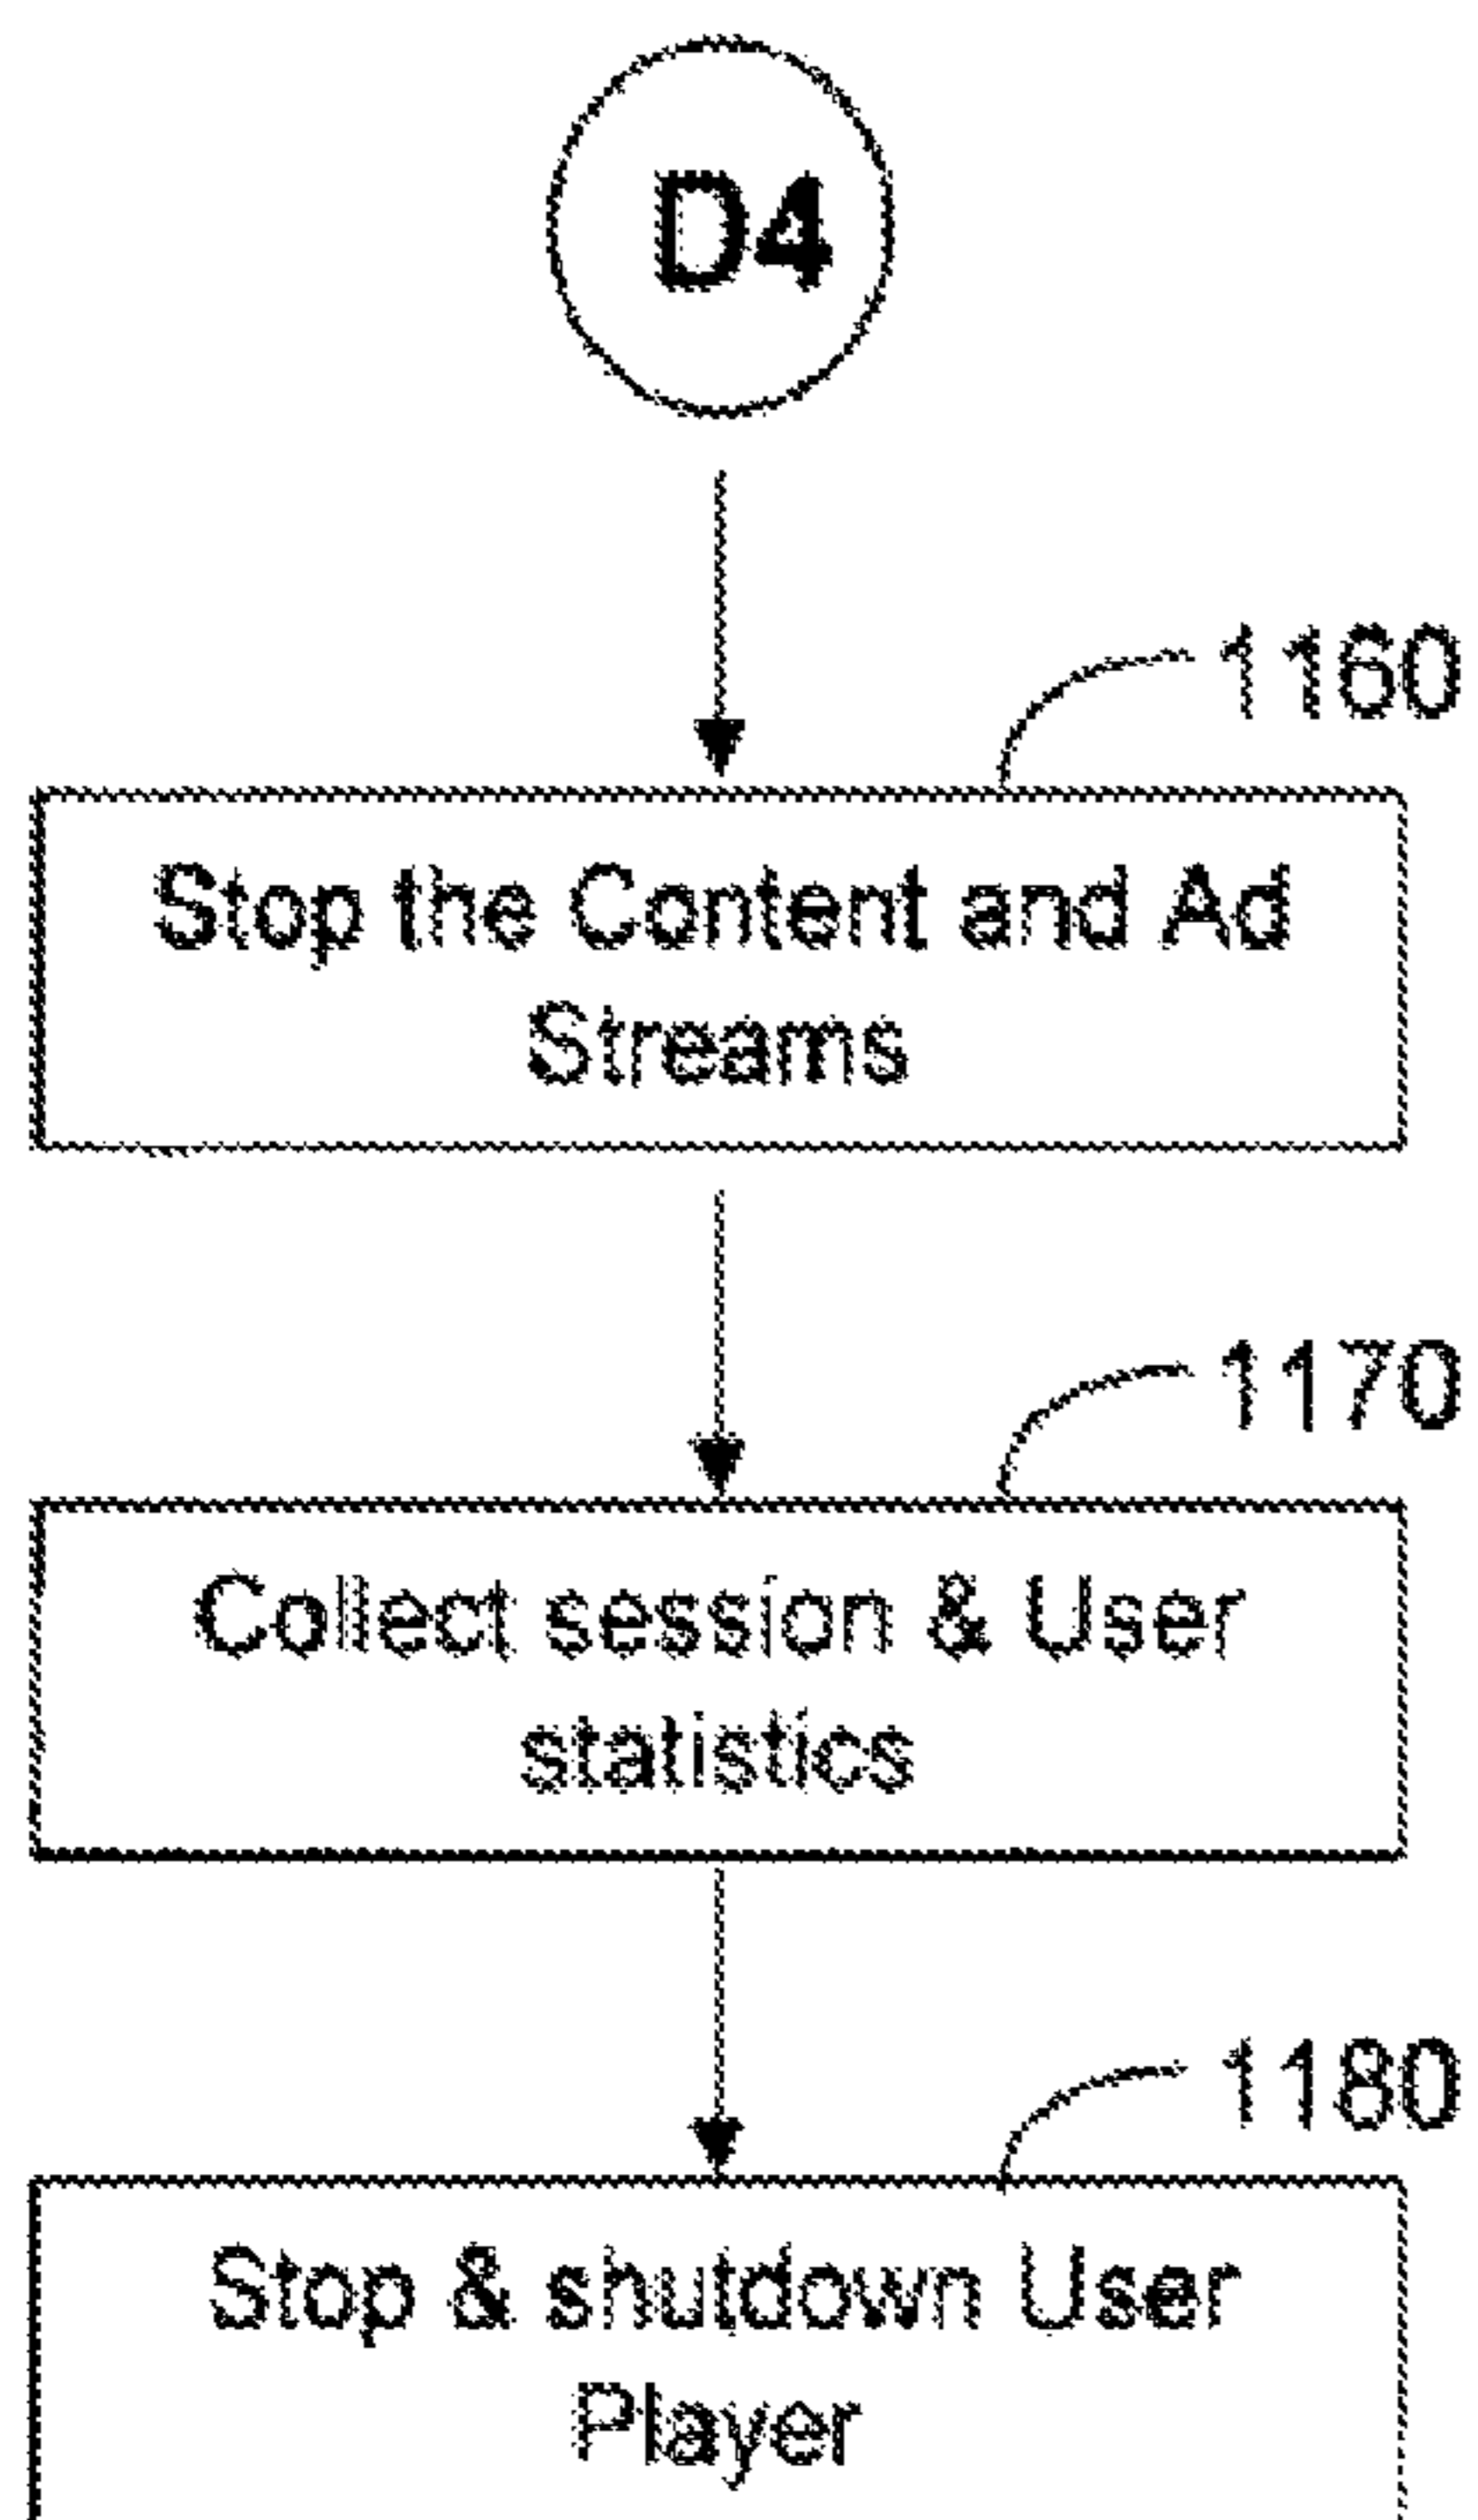 D4
1160
Stop the Content and Ad
Streams
1170
Collect session & User
statistics
1180
Stop & shutdown User
Player